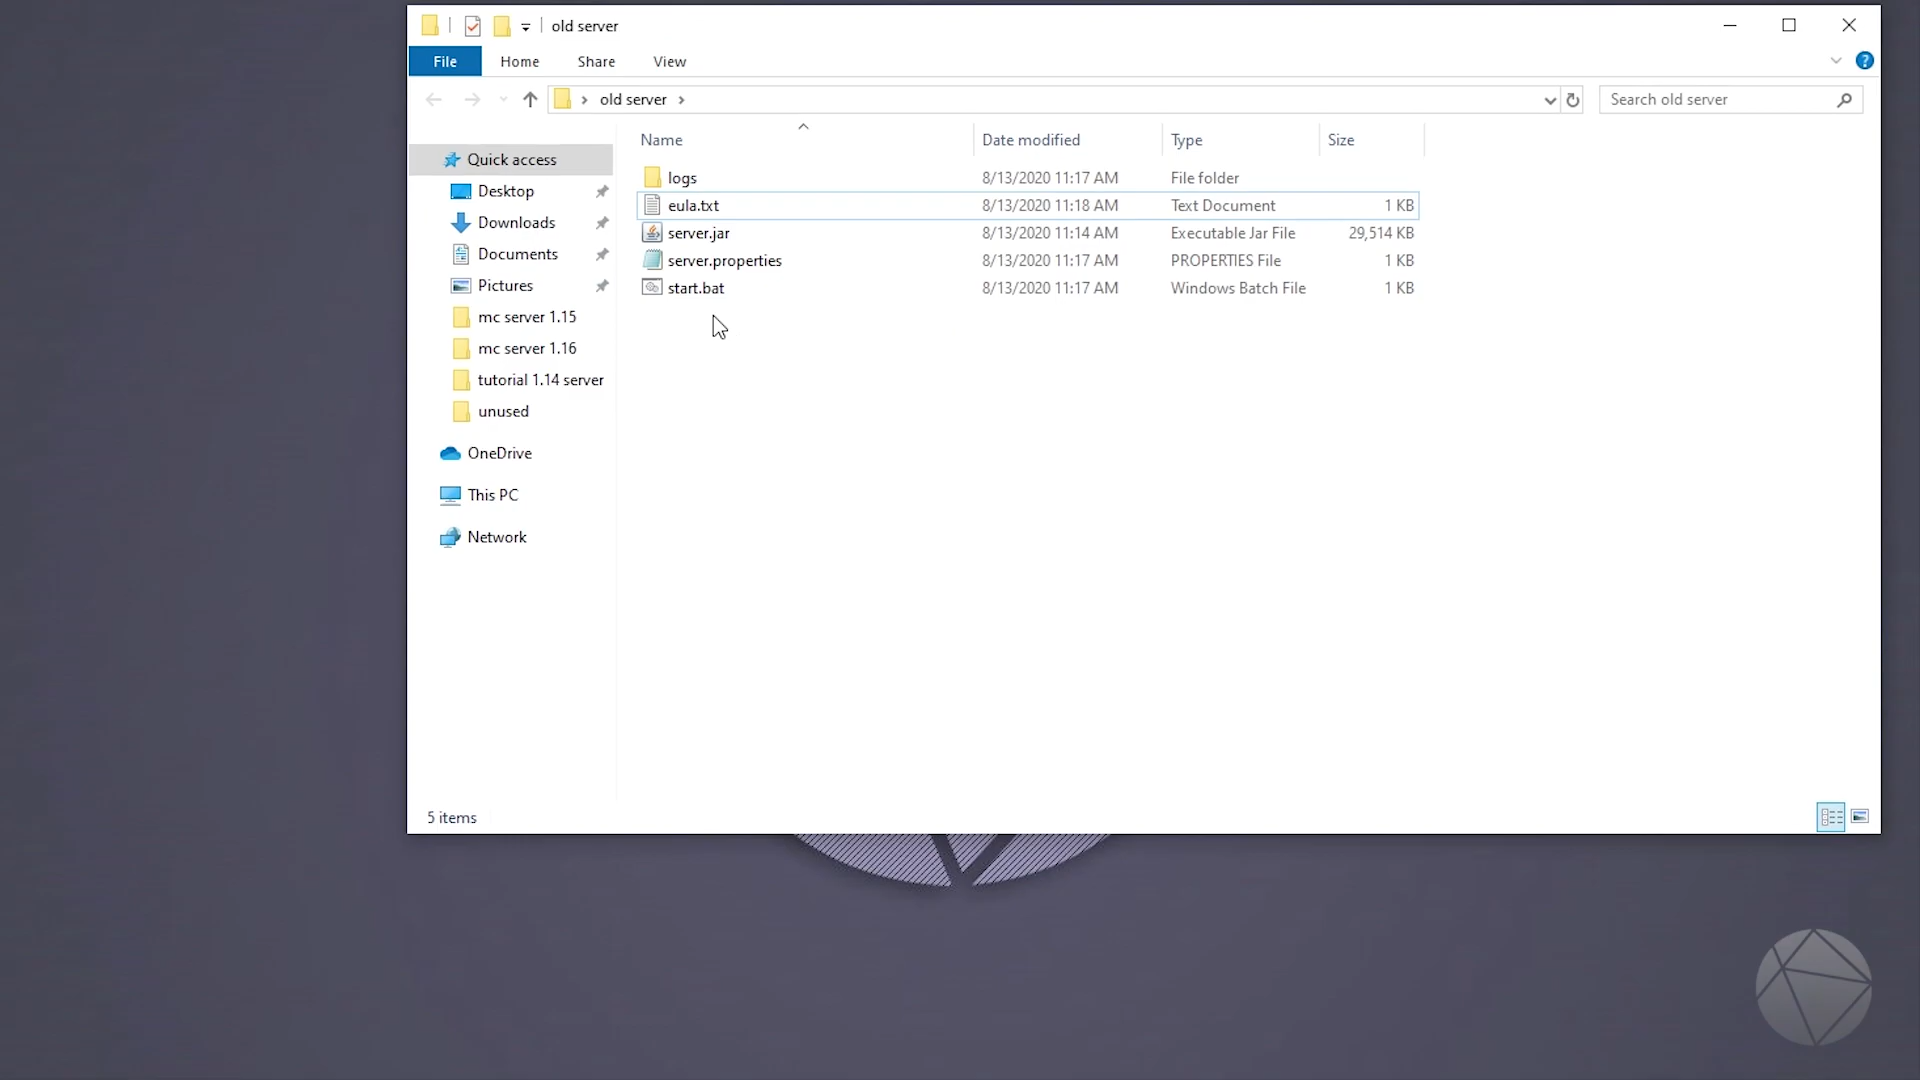 old server
File Home Share View
old server
Search old server
Name Date modified Type Size
Quick access
Desktop
Downloads
Documents
Pictures
mc server 1.15
mc server 1.16
tutorial 1.14 server
unused
OneDrive
This PC
Network
logs 8/13/2020 11:17 AM File folder
eula.txt 8/13/2020 11:18 AM Text Document 1 KB
server.jar 8/13/2020 11:14 AM Executable Jar File 29,514 KB
server.properties 8/13/2020 11:17 AM PROPERTIES File 1 KB
start.bat 8/13/2020 11:17 AM Windows Batch File 1 KB
5 items